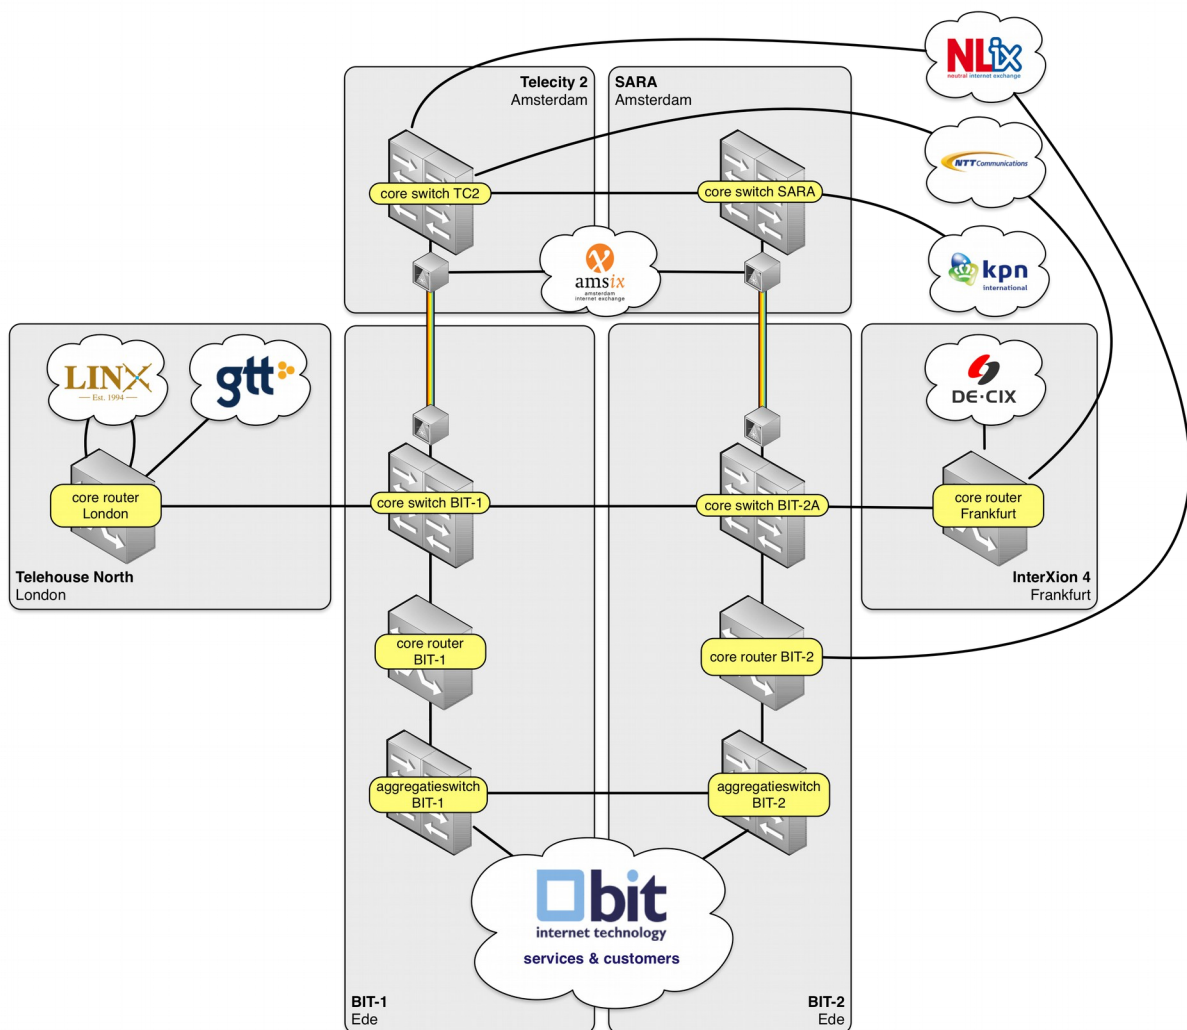 NLix
neutral internet exchange
Telecity 2
Amsterdam
SARA
Amsterdam
NTT Communications
core switch TC2
core switch SARA
amsix
amsterdam
internet exchange
kpn
international
LINX
Est. 1994
gtt
DE-CIX
core router
London
core switch BIT-1
core switch BIT-2A
core router
Frankfurt
Telehouse North
London
InterXion 4
Frankfurt
core router
BIT-1
core router BIT-2
aggregatieswitch
BIT-1
aggregatieswitch
BIT-2
bit
internet technology
services & customers
BIT-1
Ede
BIT-2
Ede